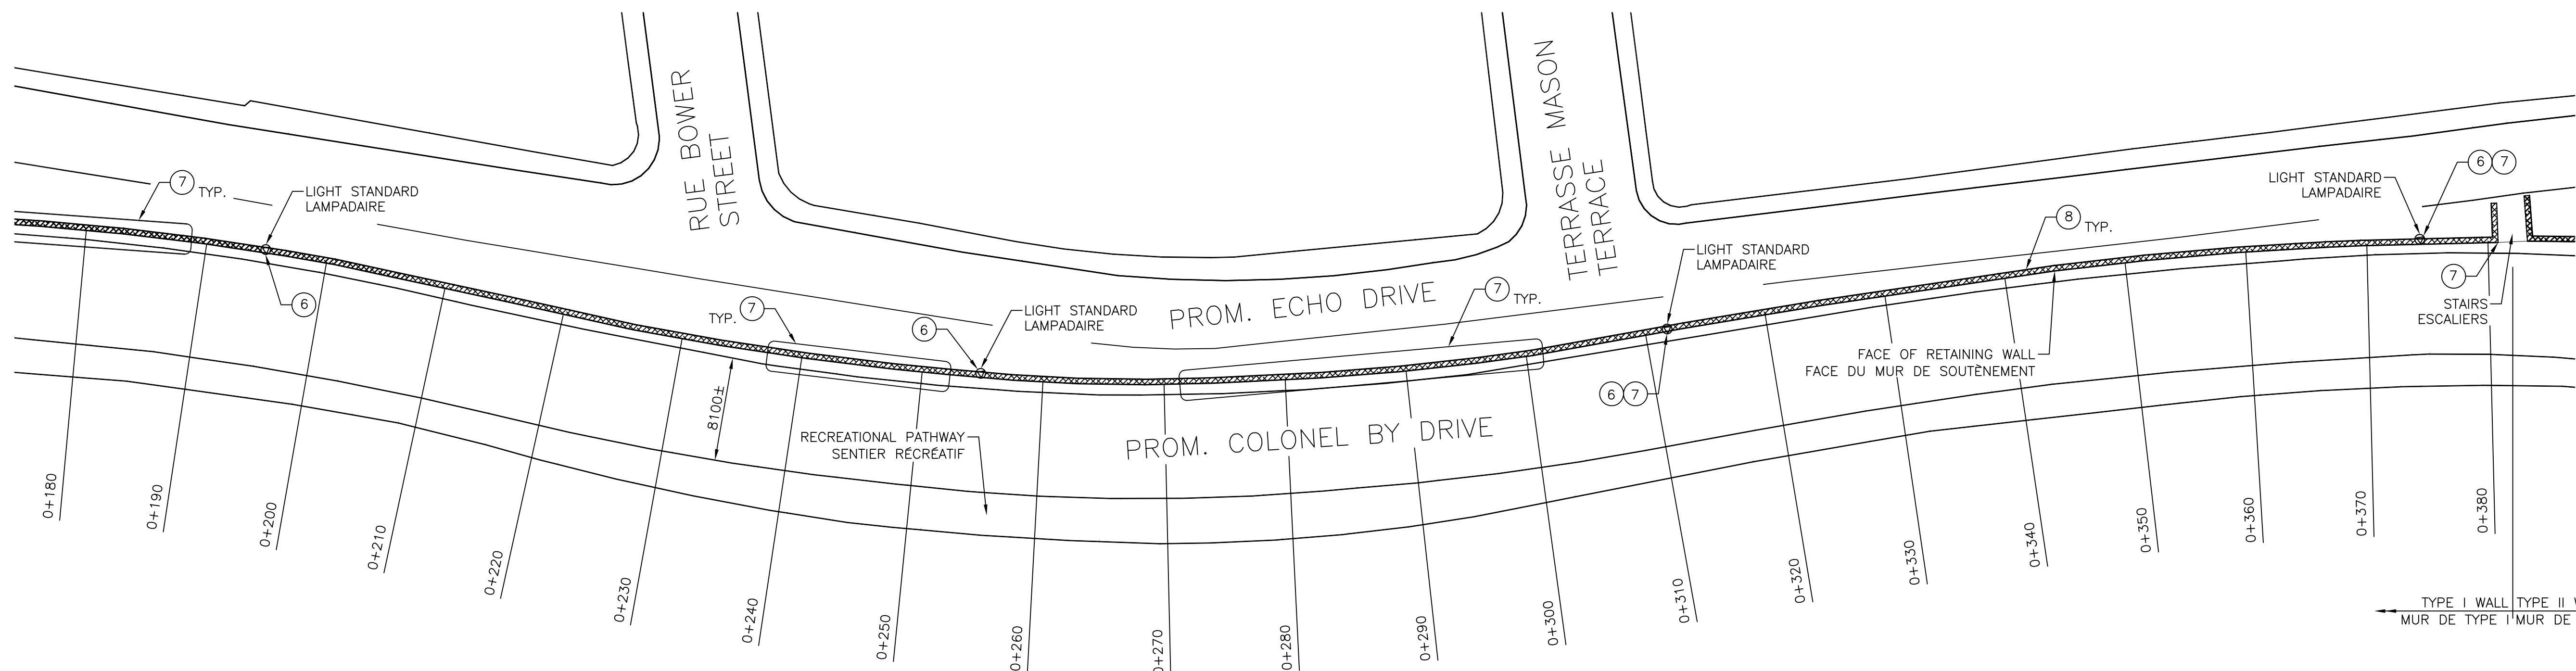 RUE BOWER
STREET
TERRASSE MASON
TERRACE
7 TYP.
LIGHT STANDARD
LAMPADAIRE
6
TYP. 7
6
LIGHT STANDARD
LAMPADAIRE
PROM. ECHO DRIVE
7 TYP.
LIGHT STANDARD
LAMPADAIRE
6 7
8 TYP.
LIGHT STANDARD
LAMPADAIRE
6 7
7
STAIRS
ESCALIERS
FACE OF RETAINING WALL
FACE DU MUR DE SOUTÈNEMENT
8100±
RECREATIONAL PATHWAY
SENTIER RÉCRÉATIF
PROM. COLONEL BY DRIVE
0+180
0+190
0+200
0+210
0+220
0+230
0+240
0+250
0+260
0+270
0+280
0+290
0+300
0+310
0+320
0+330
0+340
0+350
0+360
0+370
0+380
TYPE I WALL
MUR DE TYPE I
TYPE II
MUR DE